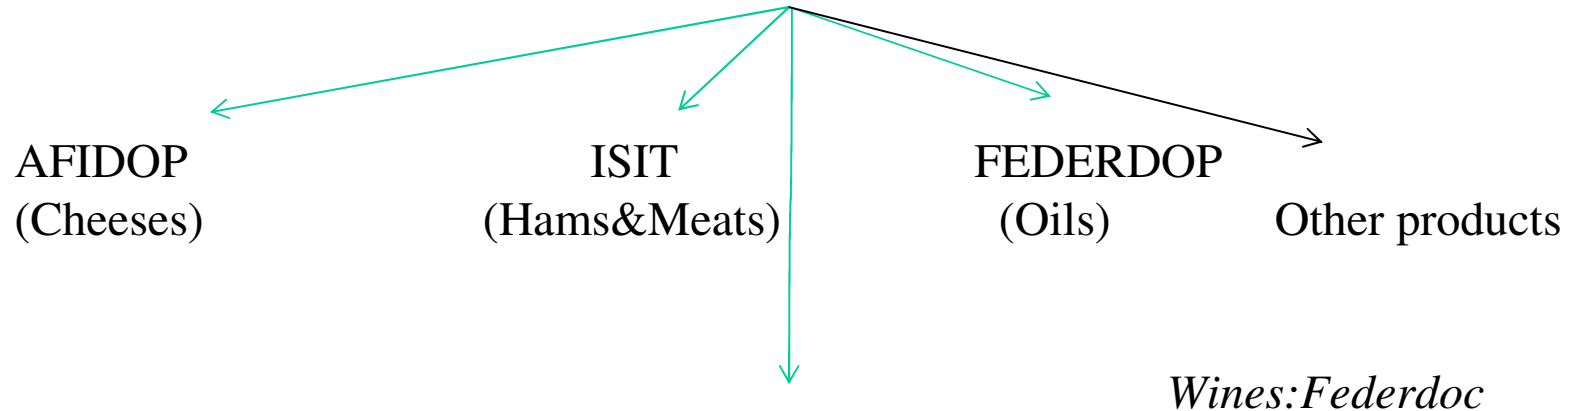 AFIDOP ISIT FEDERDOP
(Cheeses) (Hams&Meats) (Oils) Other products
Wines:Federdoc